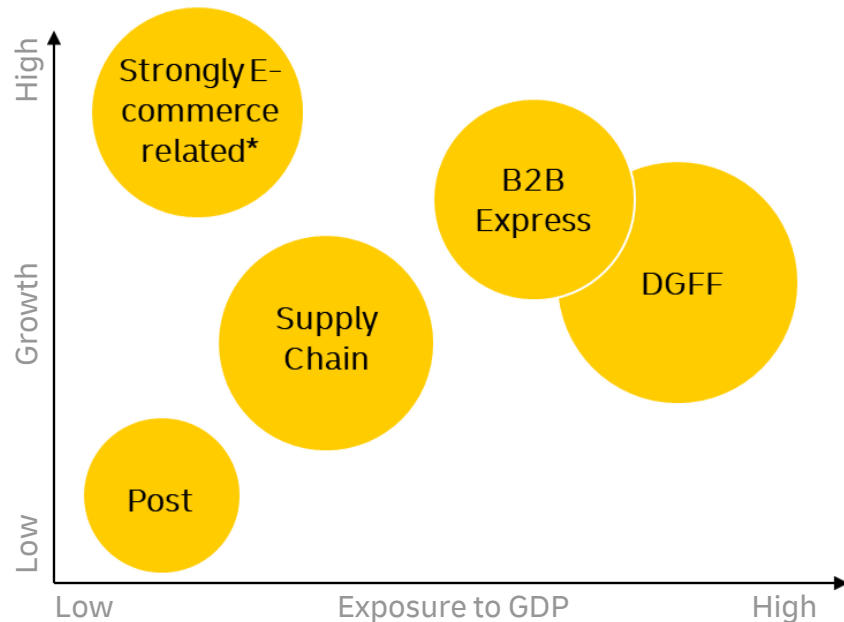 High
Strongly E-
commerce
related*
B2B
Express
DGFF
Growth
Supply
Chain
Post
Low
Low
Exposure to GDP
High